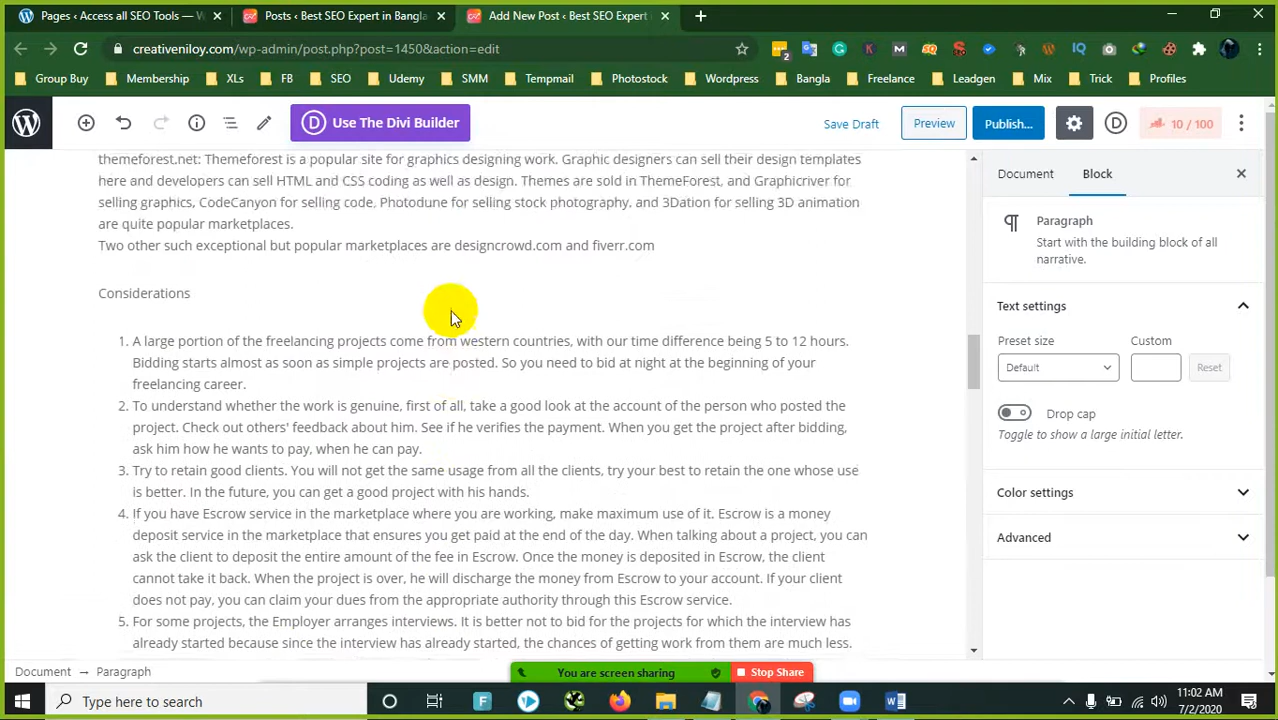 Pages ‹ Access all SEO Tools — W
Posts ‹ Best SEO Expert in Bangla
Add New Post ‹ Best SEO Expert
creativeniloy.com/wp-admin/post.php?post=1450&action=edit
Group Buy
Membership
XLs
FB
SEO
Udemy
SMM
Tempmail
Photostock
Wordpress
Bangla
Freelance
Leadgen
Mix
Trick
Profiles
Use The Divi Builder
Save Draft
Preview
Publish...
10 / 100
themeforest.net: Themeforest is a popular site for graphics designing work. Graphic designers can sell their design templates
here and developers can sell HTML and CSS coding as well as design. Themes are sold in ThemeForest, and Graphicriver for
selling graphics, CodeCanyon for selling code, Photodune for selling stock photography, and 3Dation for selling 3D animation
are quite popular marketplaces.
Two other such exceptional but popular marketplaces are designcrowd.com and fiverr.com
Considerations
1. A large portion of the freelancing projects come from western countries, with our time difference being 5 to 12 hours.
Bidding starts almost as soon as simple projects are posted. So you need to bid at night at the beginning of your
freelancing career.
2. To understand whether the work is genuine, first of all, take a good look at the account of the person who posted the
project. Check out others' feedback about him. See if he verifies the payment. When you get the project after bidding,
ask him how he wants to pay, when he can pay.
3. Try to retain good clients. You will not get the same usage from all the clients, try your best to retain the one whose use
is better. In the future, you can get a good project with his hands.
4. If you have Escrow service in the marketplace where you are working, make maximum use of it. Escrow is a money
deposit service in the marketplace that ensures you get paid at the end of the day. When talking about a project, you can
ask the client to deposit the entire amount of the fee in Escrow. Once the money is deposited in Escrow, the client
cannot take it back. When the project is over, he will discharge the money from Escrow to your account. If your client
does not pay, you can claim your dues from the appropriate authority through this Escrow service.
5. For some projects, the Employer arranges interviews. It is better not to bid for the projects for which the interview has
already started because since the interview has already started, the chances of getting work from them are much less.
Document
Block
Paragraph
Start with the building block of all
narrative.
Text settings
Preset size
Custom
Default
Reset
Drop cap
Toggle to show a large initial letter.
Color settings
Advanced
Document → Paragraph
You are screen sharing
Stop Share
Type here to search
11:02 AM
7/2/2020